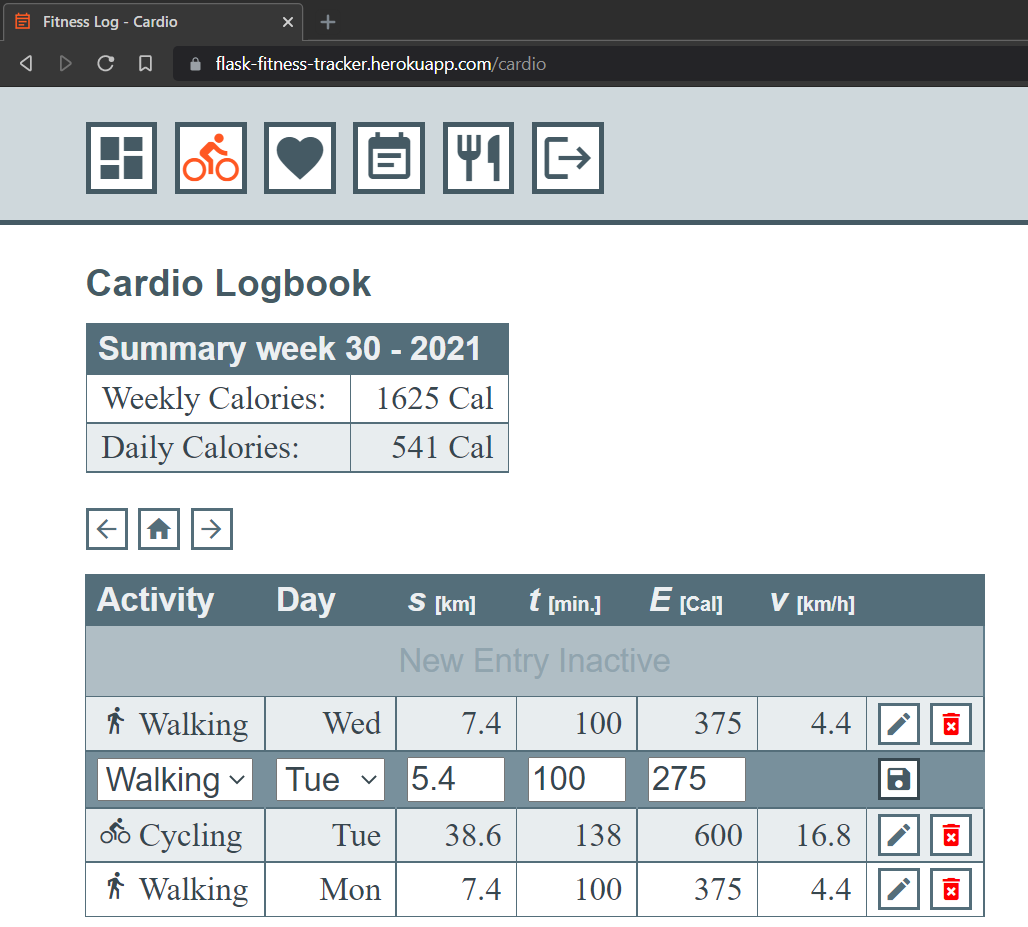 Fitness Log - Cardio
flask-fitness-tracker.herokuapp.com/cardio
Cardio Logbook
Summary week 30 - 2021
Weekly Calories: 1625 Cal
Daily Calories: 541 Cal
Activity Day s [km] t [min.] E [Cal] v [km/h]
New Entry Inactive
Walking Wed 7.4 100 375 4.4
Walking Tue 5.4 100 275
Cycling Tue 38.6 138 600 16.8
Walking Mon 7.4 100 375 4.4